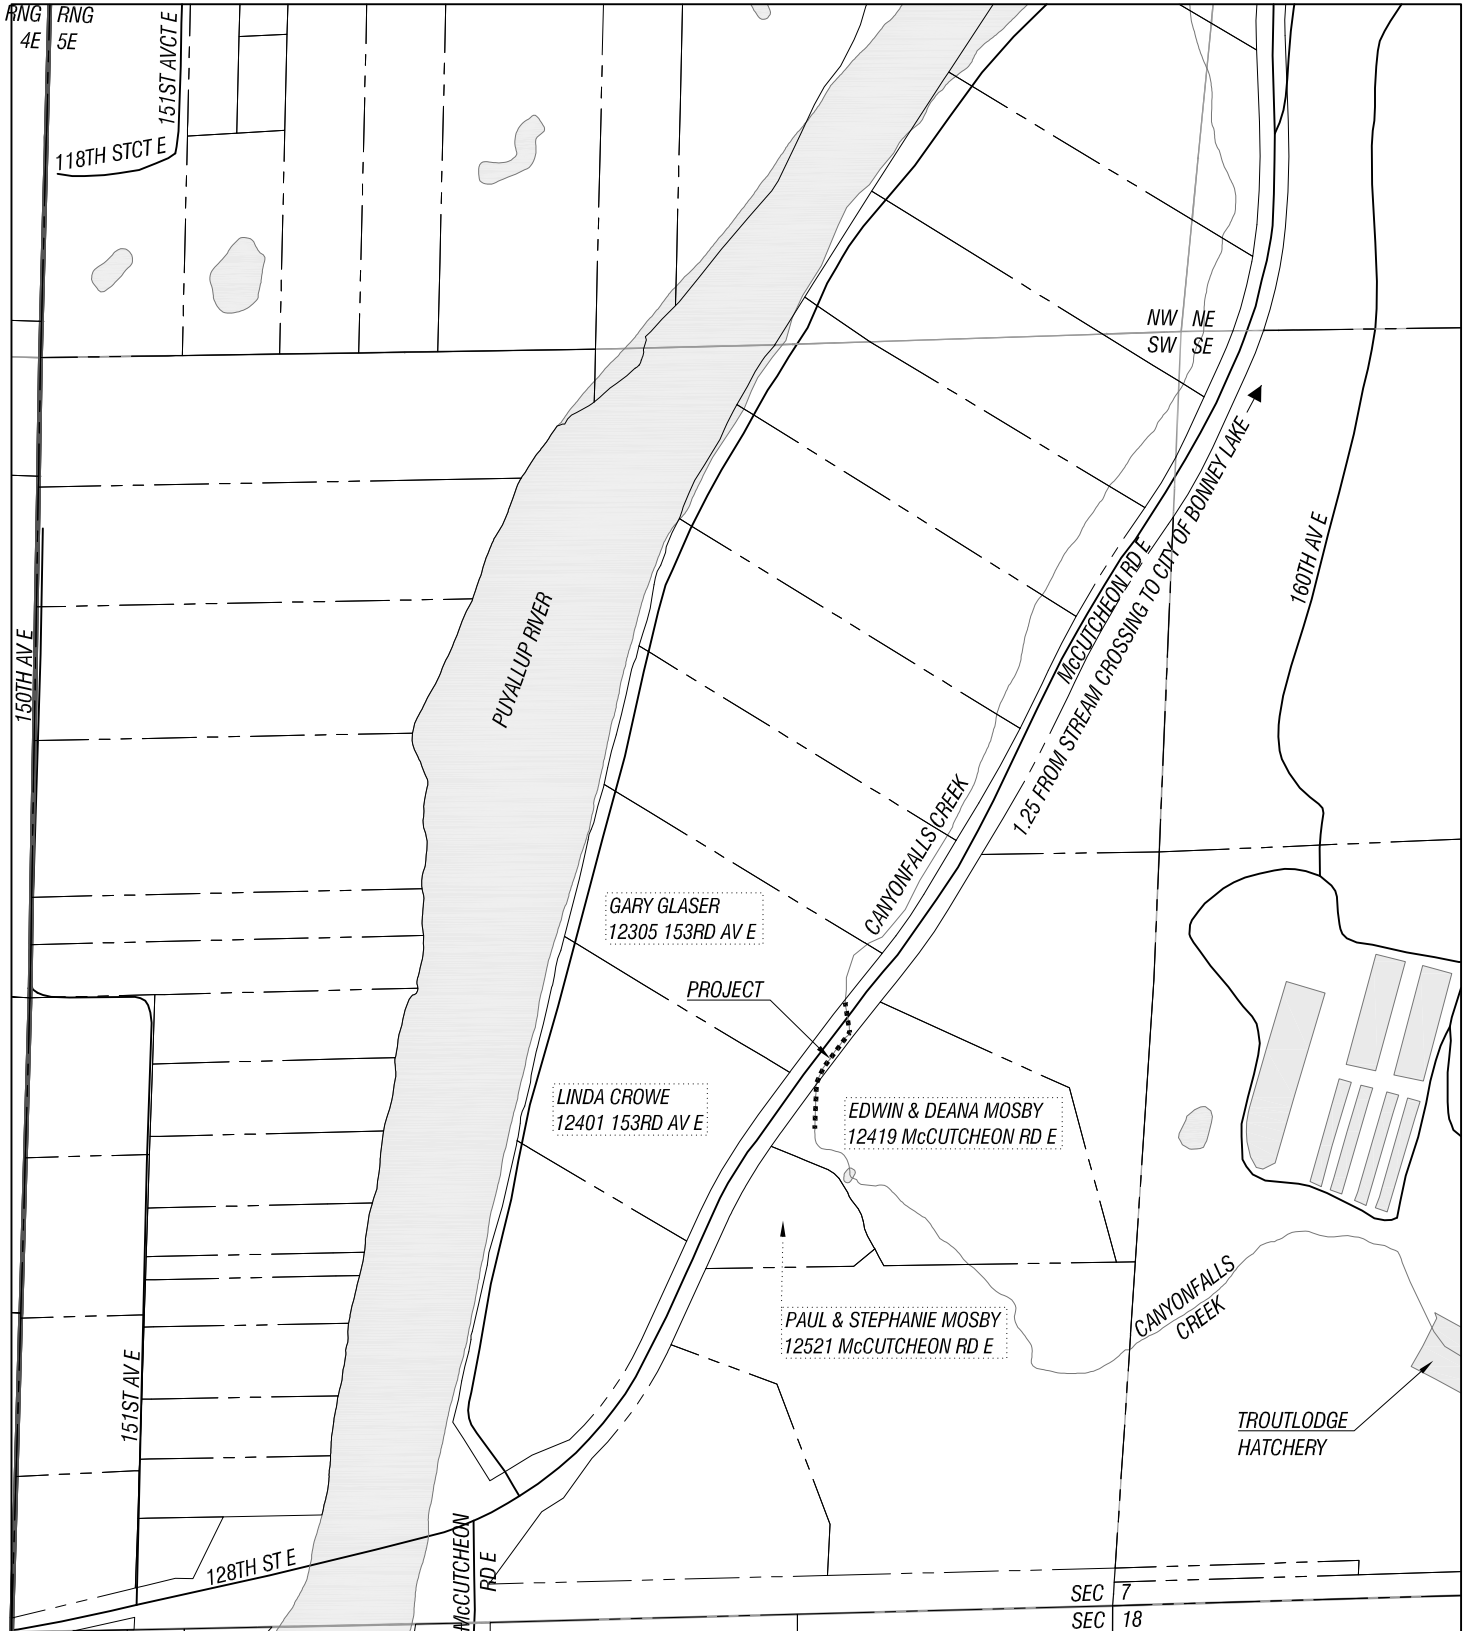 RNG RNG
4E 5E
151ST AVCT E
118TH STCT E
NW NE
SW SE
1.25 FROM STREAM CROSSING TO CITY OF BONNEY LAKE
McCUTCHEON RD E
160TH AV E
150TH AV E
PUYALLUP RIVER
CANYONFALLS CREEK
GARY GLASER
12305 153RD AV E
PROJECT
LINDA CROWE
12401 153RD AV E
EDWIN & DEANA MOSBY
12419 McCUTCHEON RD E
PAUL & STEPHANIE MOSBY
12521 McCUTCHEON RD E
CANYONFALLS
CREEK
151ST AV E
TROUTLODGE
HATCHERY
128TH ST E
McCUTCHEON
RD E
SEC 7
SEC 18